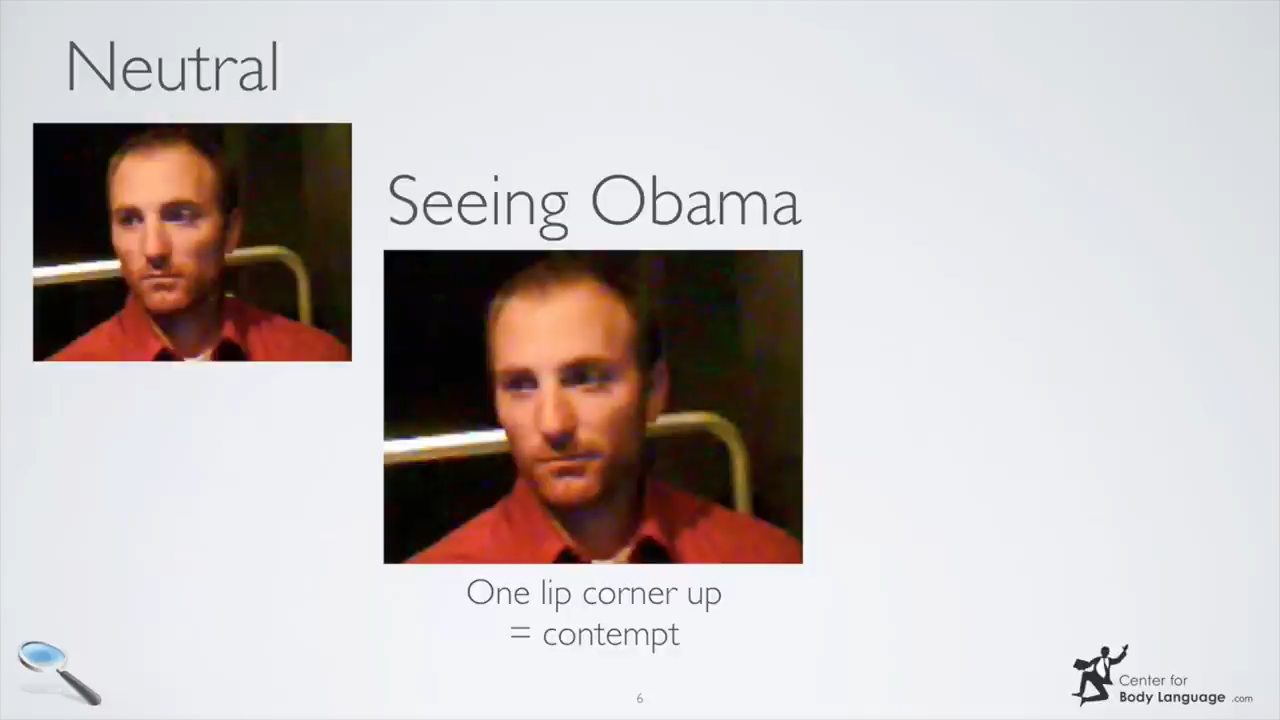 Neutral
Seeing Obama
One lip corner up
= contempt
6
Center for
Body Language .com